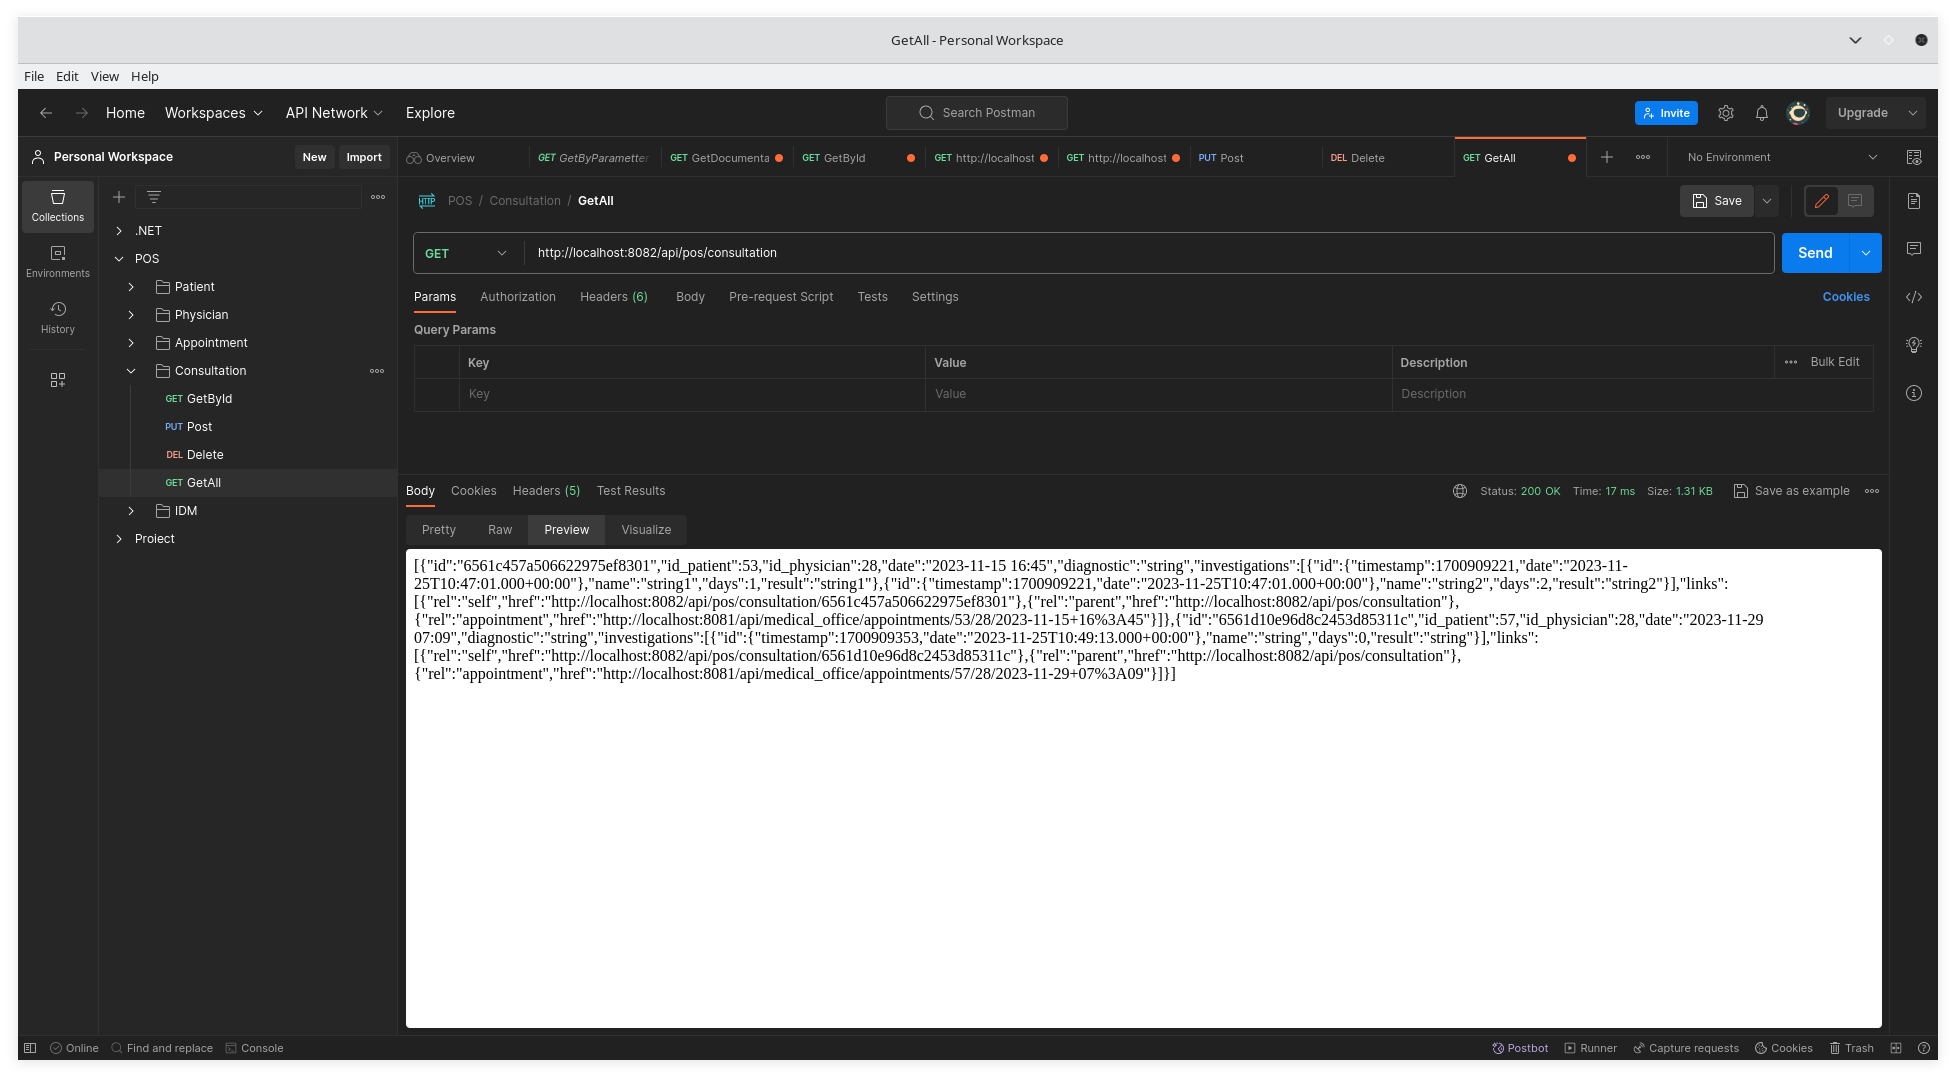 GetAll - Personal Workspace
File Edit View Help
Home Workspaces API Network Explore
Search Postman
Invite
Upgrade
Personal Workspace New Import
Overview
GET GetByParametter
GET GetDocumenta
GET GetById
GET http://localhost
GET http://localhost
PUT Post
DEL Delete
GET GetAll
No Environment
Collections
Environments
History
.NET
POS
Patient
Physician
Appointment
Consultation
GET GetById
PUT Post
DEL Delete
GET GetAll
IDM
Proiect
HTTP POS / Consultation / GetAll
Save
GET http://localhost:8082/api/pos/consultation
Send
Params Authorization Headers (6) Body Pre-request Script Tests Settings
Cookies
Query Params
Key Value Description
Bulk Edit
Key Value Description
Body Cookies Headers (5) Test Results
Status: 200 OK Time: 17 ms Size: 1.31 KB Save as example
Pretty Raw Preview Visualize
[{"id":"6561c457a506622975ef8301","id_patient":53,"id_physician":28,"date":"2023-11-15 16:45","diagnostic":"string","investigations":[{"id":{"timestamp":1700909221,"date":"2023-11-
25T10:47:01.000+00:00"},"name":"string1","days":1,"result":"string1"},{"id":{"timestamp":1700909221,"date":"2023-11-25T10:47:01.000+00:00"},"name":"string2","days":2,"result":"string2"}],"links":
[{"rel":"self","href":"http://localhost:8082/api/pos/consultation/6561c457a506622975ef8301"},{"rel":"parent","href":"http://localhost:8082/api/pos/consultation"},
{"rel":"appointment","href":"http://localhost:8081/api/medical_office/appointments/53/28/2023-11-15+16%3A45"}]},{"id":"6561d10e96d8c2453d85311c","id_patient":57,"id_physician":28,"date":"2023-11-29
07:09","diagnostic":"string","investigations":[{"id":{"timestamp":1700909353,"date":"2023-11-25T10:49:13.000+00:00"},"name":"string","days":0,"result":"string"}],"links":
[{"rel":"self","href":"http://localhost:8082/api/pos/consultation/6561d10e96d8c2453d85311c"},{"rel":"parent","href":"http://localhost:8082/api/pos/consultation"},
{"rel":"appointment","href":"http://localhost:8081/api/medical_office/appointments/57/28/2023-11-29+07%3A09"}]}]
Online Find and replace Console
Postbot Runner Capture requests Cookies Trash